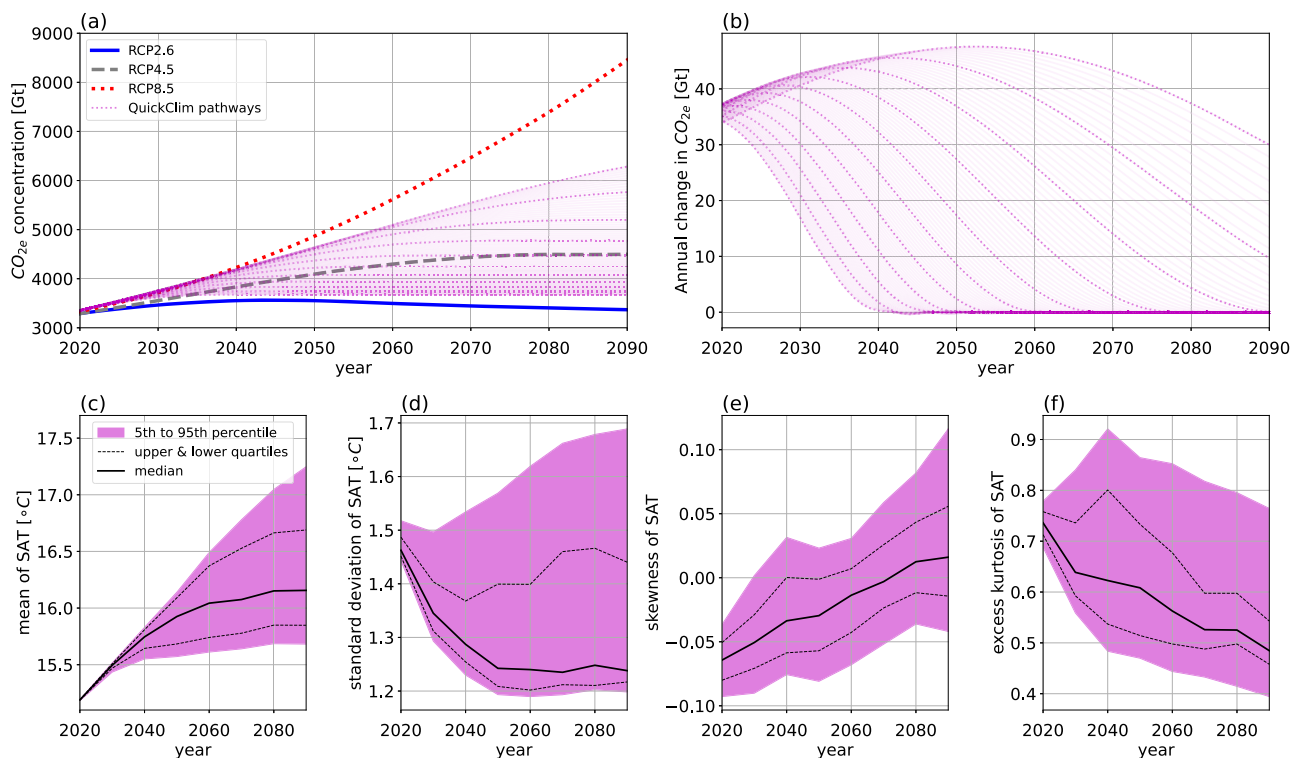 (a)
CO2e concentration [Gt]
9000
8000
7000
6000
5000
4000
3000
RCP2.6
RCP4.5
RCP8.5
QuickClim pathways
2020 2030 2040 2050 2060 2070 2080 2090
year
(b)
Annual change in CO2e [Gt]
40
30
20
10
0
2020 2030 2040 2050 2060 2070 2080 2090
year
(c)
mean of SAT [∘C]
17.5
17.0
16.5
16.0
15.5
5th to 95th percentile
upper & lower quartiles
median
2020 2040 2060 2080
year
(d)
standard deviation of SAT [∘C]
1.7
1.6
1.5
1.4
1.3
1.2
2020 2040 2060 2080
year
(e)
skewness of SAT
0.10
0.05
0.00
−0.05
−0.10
2020 2040 2060 2080
year
(f)
excess kurtosis of SAT
0.9
0.8
0.7
0.6
0.5
0.4
2020 2040 2060 2080
year